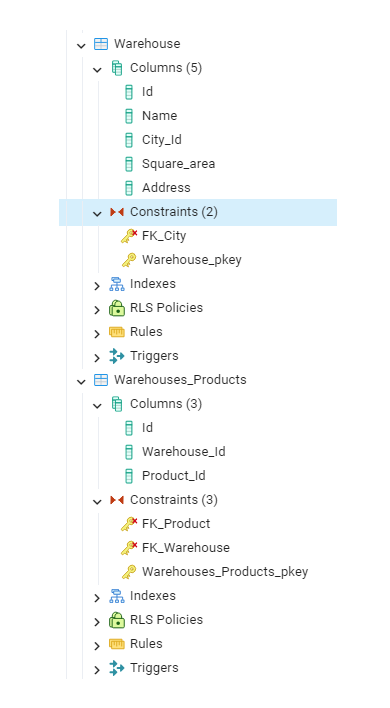 Warehouse
Columns (5)
Id
Name
City_Id
Square_area
Address
Constraints (2)
FK_City
Warehouse_pkey
Indexes
RLS Policies
Rules
Triggers
Warehouses_Products
Columns (3)
Id
Warehouse_Id
Product_Id
Constraints (3)
FK_Product
FK_Warehouse
Warehouses_Products_pkey
Indexes
RLS Policies
Rules
Triggers